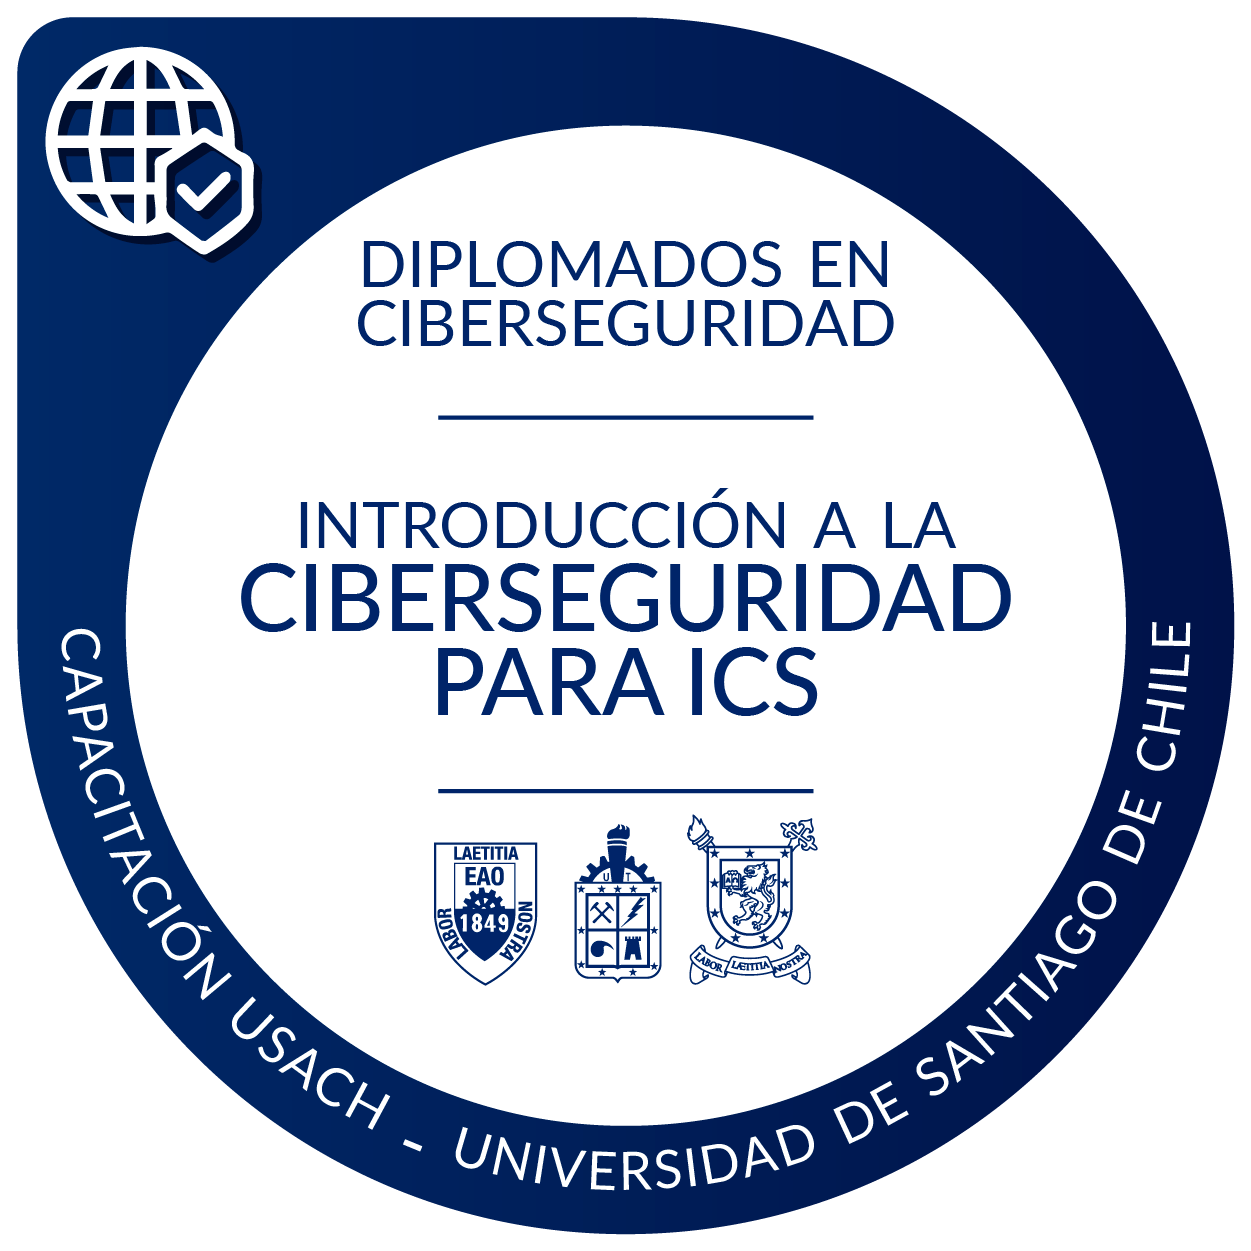 DIPLOMADOS EN
CIBERSEGURIDAD
INTRODUCCIÓN A LA
CIBERSEGURIDAD
PARA ICS
LAETITIA
EAO
1849
LABOR
NOSTRA
U T
LABOR LÆTITIA NOSTRA
CAPACITACIÓN USACH - UNIVERSIDAD DE SANTIAGO DE CHILE